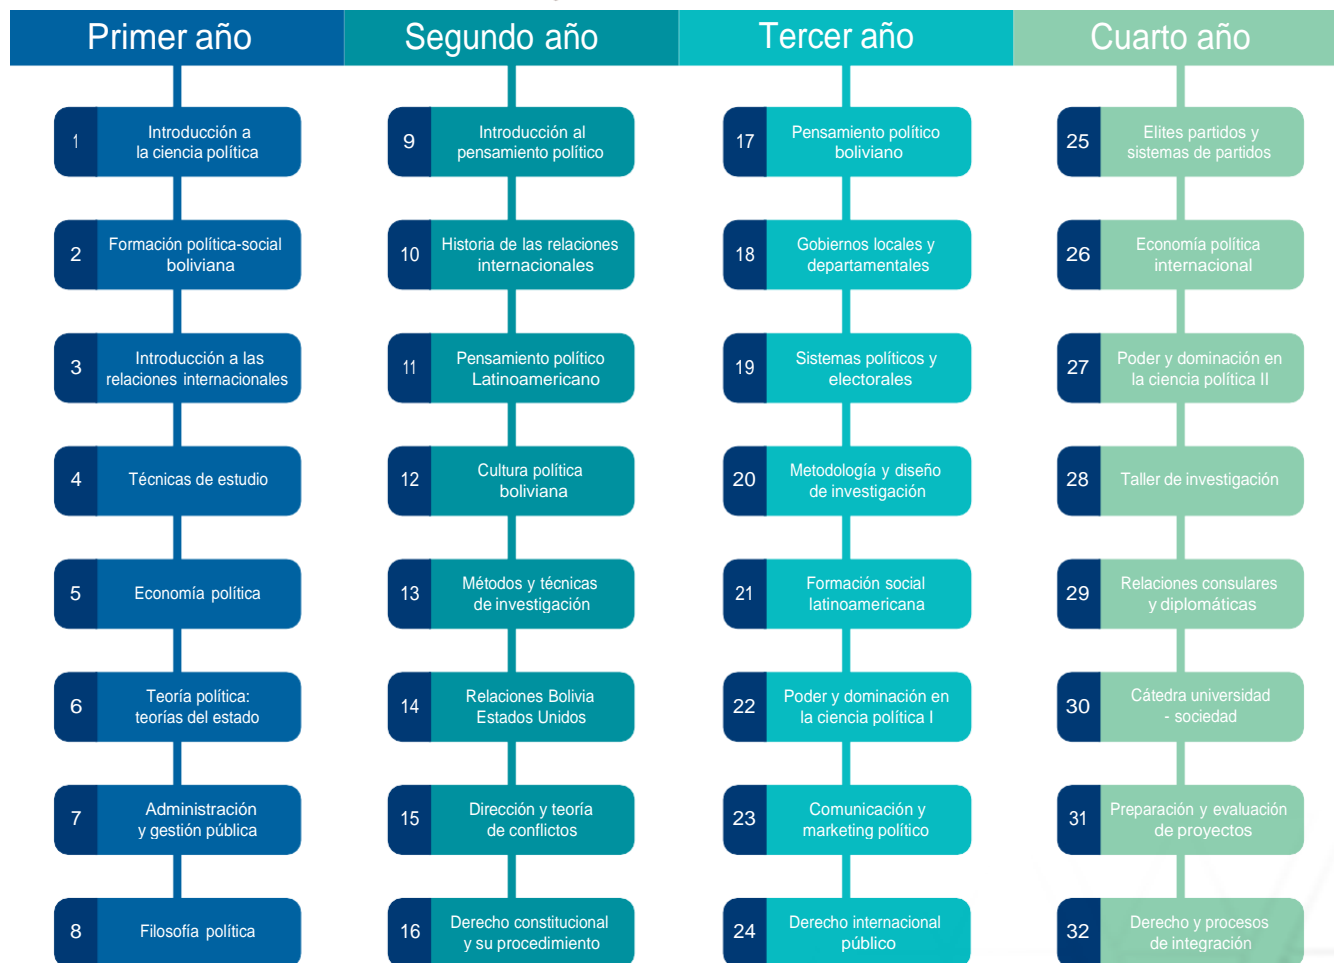 Primer año
1
Introducción a
la ciencia política
2
Formación política-social
boliviana
3
Introducción a las
relaciones internacionales
4
Técnicas de estudio
5
Economía política
6
Teoría política:
teorías del estado
7
Administración
y gestión pública
8
Filosofía política
Segundo año
9
Introducción al
pensamiento político
10
Historia de las relaciones
internacionales
11
Pensamiento político
Latinoamericano
12
Cultura política
boliviana
13
Métodos y técnicas
de investigación
14
Relaciones Bolivia
Estados Unidos
15
Dirección y teoría
de conflictos
16
Derecho constitucional
y su procedimiento
Tercer año
17
Pensamiento político
boliviano
18
Gobiernos locales y
departamentales
19
Sistemas políticos y
electorales
20
Metodología y diseño
de investigación
21
Formación social
latinoamericana
22
Poder y dominación en
la ciencia política I
23
Comunicación y
marketing político
24
Derecho internacional
público
Cuarto año
25
Elites partidos y
sistemas de partidos
26
Economía política
internacional
27
Poder y dominación en
la ciencia política II
28
Taller de investigación
29
Relaciones consulares
y diplomáticas
30
Cátedra universidad
- sociedad
31
Preparación y evaluación
de proyectos
32
Derecho y procesos
de integración